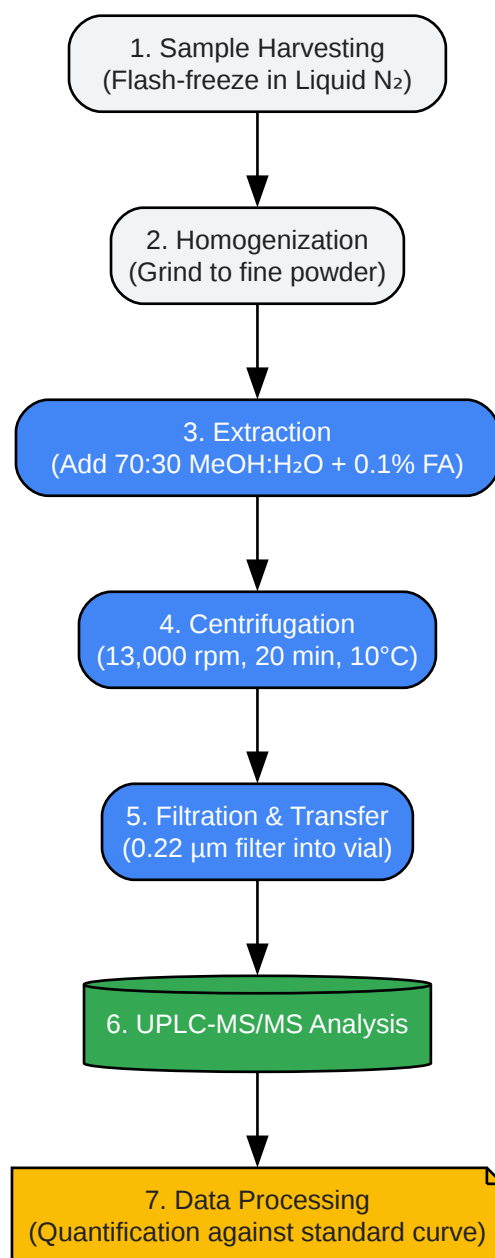 1. Sample Harvesting
(Flash-freeze in Liquid N₂)
2. Homogenization
(Grind to fine powder)
3. Extraction
(Add 70:30 MeOH:H₂O + 0.1% FA)
4. Centrifugation
(13,000 rpm, 20 min, 10°C)
5. Filtration & Transfer
(0.22 µm filter into vial)
6. UPLC-MS/MS Analysis
7. Data Processing
(Quantification against standard curve)